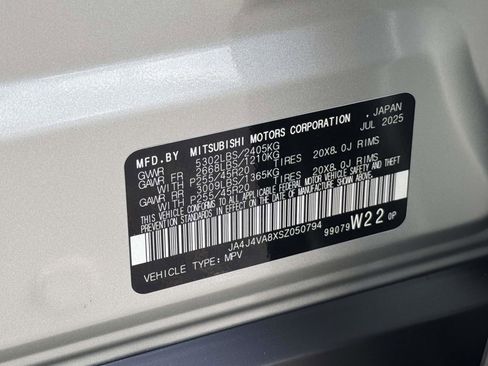 MFD.BY MITSUBISHI MOTORS CORPORATION , JAPAN
JUL 2025
GVWR 5302LBS/2405KG
GAWR FR 2668LBS/1210KG
WITH P255/45R20 TIRES 20X8.0J RIMS
GAWR RR 3009LBS/1365KG
WITH P255/45R20 TIRES 20X8.0J RIMS
THIS VEHICLE CONFORMS TO ALL APPLICABLE FEDERAL MOTOR VEHICLE SAFETY AND THEFT
PREVENTION STANDARDS IN EFFECT ON THE DATE OF MANUFACTURE SHOWN ABOVE.
JA4J4VA8XSZ050794
99079 W22 0P
VEHICLE TYPE: MPV